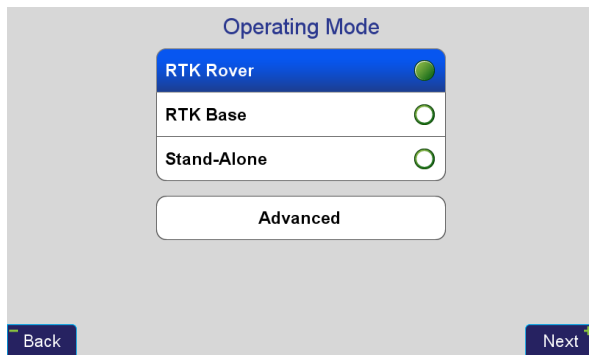 Operating Mode
RTK Rover
RTK Base
Stand-Alone
Advanced
Back
Next